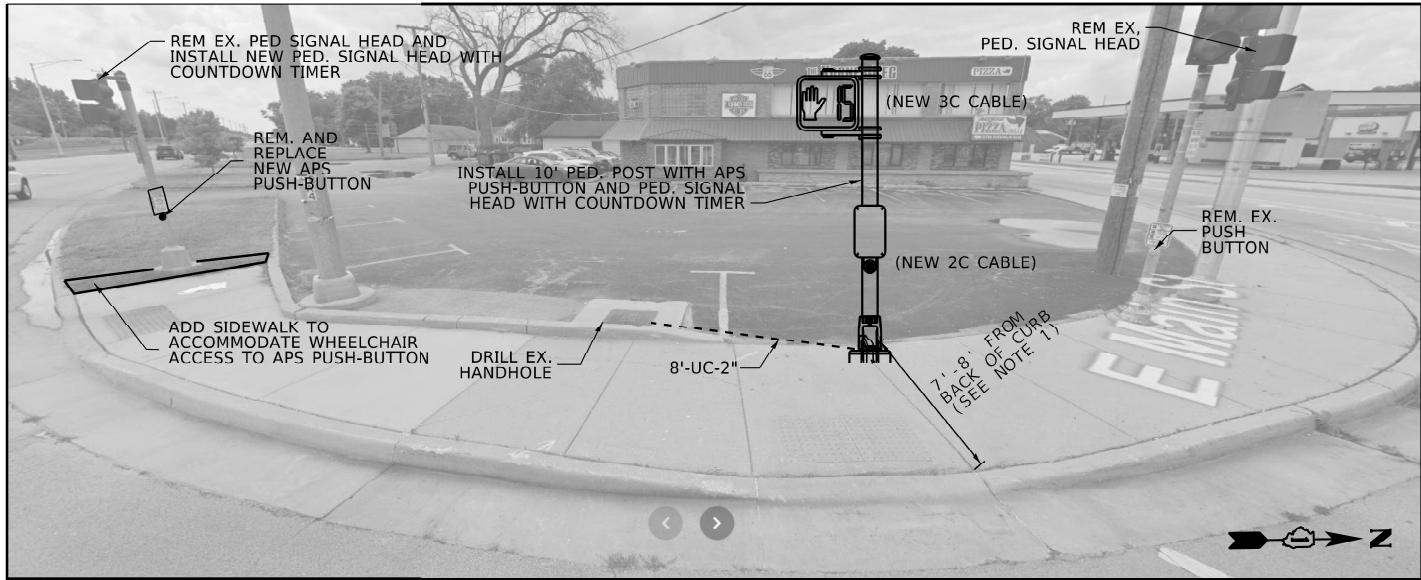 REM EX. PED SIGNAL HEAD AND
INSTALL NEW PED. SIGNAL HEAD WITH
COUNTDOWN TIMER
REM EX,
PED. SIGNAL HEAD
(NEW 3C CABLE)
15
PIZZA
PIZZA
REM. AND
REPLACE
NEW APS
PUSH-BUTTON
INSTALL 10' PED. POST WITH APS
PUSH-BUTTON AND PED. SIGNAL
HEAD WITH COUNTDOWN TIMER
REM. EX.
PUSH
BUTTON
(NEW 2C CABLE)
ADD SIDEWALK TO
ACCOMMODATE WHEELCHAIR
ACCESS TO APS PUSH-BUTTON
DRILL EX.
HANDHOLE
8'-UC-2"
7'-8' FROM
BACK OF CURB
(SEE NOTE 1)
E Main St
N